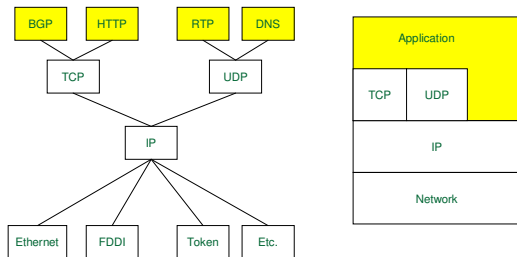 BGP HTTP RTP DNS
TCP UDP
IP
Ethernet FDDI Token Etc.
Application
TCP UDP
IP
Network